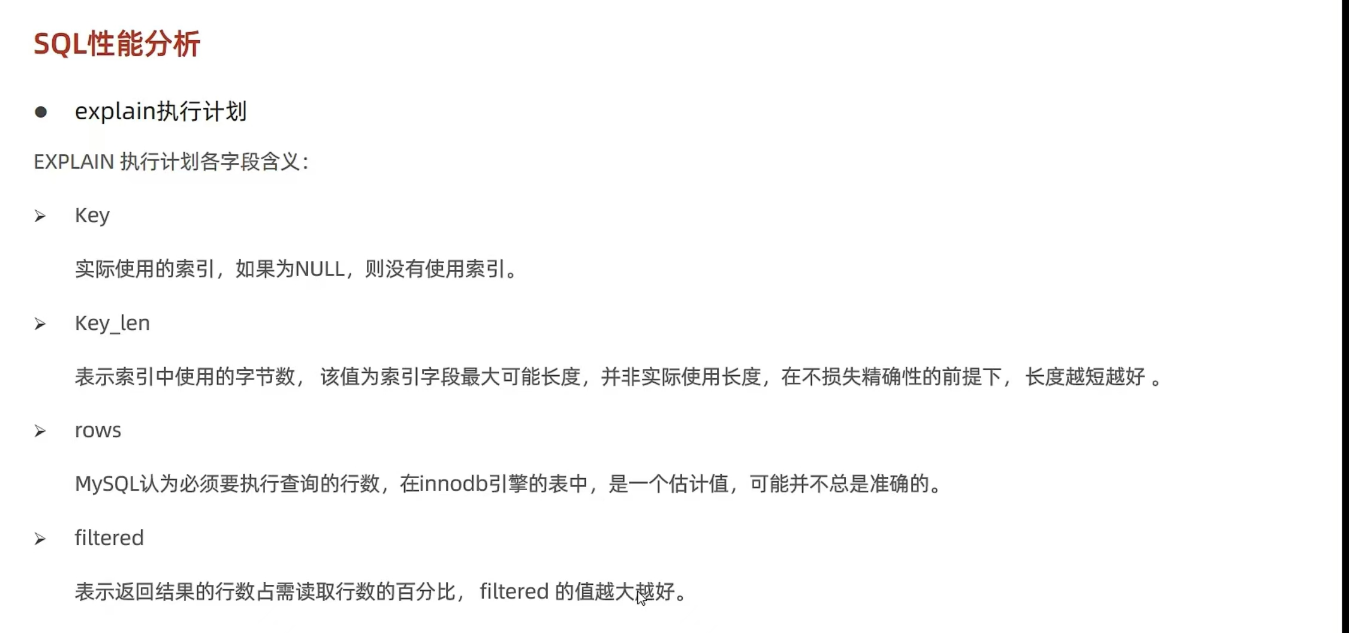 SQL性能分析
● explain执行计划
EXPLAIN 执行计划各字段含义：
➢ Key
实际使用的索引，如果为NULL，则没有使用索引。
➢ Key_len
表示索引中使用的字节数， 该值为索引字段最大可能长度，并非实际使用长度，在不损失精确性的前提下， 长度越短越好 。
➢ rows
MySQL认为必须要执行查询的行数，在innodb引擎的表中，是一个估计值，可能并不总是准确的。
➢ filtered
表示返回结果的行数占需读取行数的百分比， filtered 的值越大越好。